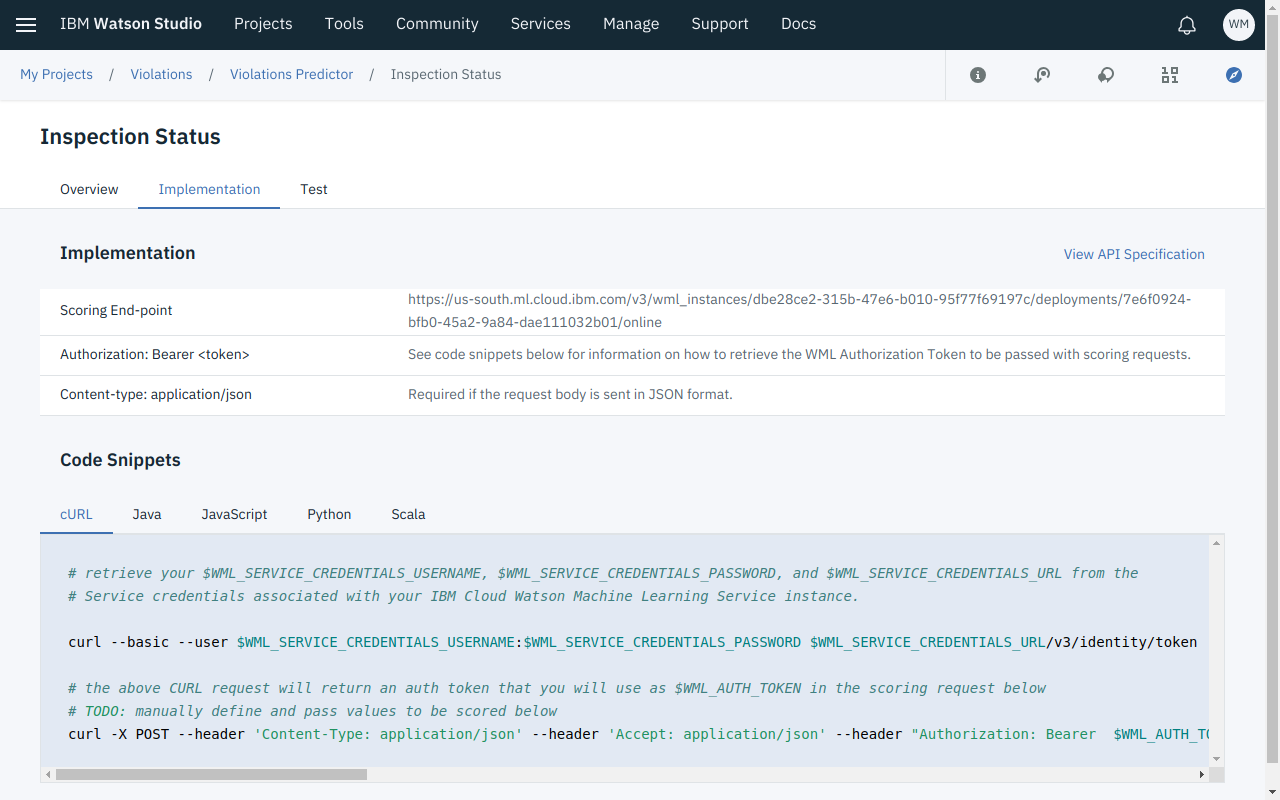 IBM Watson Studio Projects Tools Community Services Manage Support Docs WM
My Projects / Violations / Violations Predictor / Inspection Status
Inspection Status
Overview Implementation Test
Implementation
View API Specification
Scoring End-point
https://us-south.ml.cloud.ibm.com/v3/wml_instances/dbe28ce2-315b-47e6-b010-95f77f69197c/deployments/7e6f0924-
bfb0-45a2-9a84-dae111032b01/online
Authorization: Bearer <token>
See code snippets below for information on how to retrieve the WML Authorization Token to be passed with scoring requests.
Content-type: application/json
Required if the request body is sent in JSON format.
Code Snippets
cURL Java JavaScript Python Scala
# retrieve your $WML_SERVICE_CREDENTIALS_USERNAME, $WML_SERVICE_CREDENTIALS_PASSWORD, and $WML_SERVICE_CREDENTIALS_URL from the
# Service credentials associated with your IBM Cloud Watson Machine Learning Service instance.
curl --basic --user $WML_SERVICE_CREDENTIALS_USERNAME:$WML_SERVICE_CREDENTIALS_PASSWORD $WML_SERVICE_CREDENTIALS_URL/v3/identity/token
# the above CURL request will return an auth token that you will use as $WML_AUTH_TOKEN in the scoring request below
# TODO: manually define and pass values to be scored below
curl -X POST --header 'Content-Type: application/json' --header 'Accept: application/json' --header "Authorization: Bearer  $WML_AUTH_TO